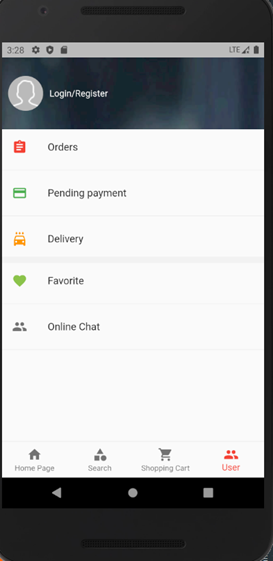 3:28
LTE
Login/Register
Orders
Pending payment
Delivery
Favorite
Online Chat
Home Page
Search
Shopping Cart
User